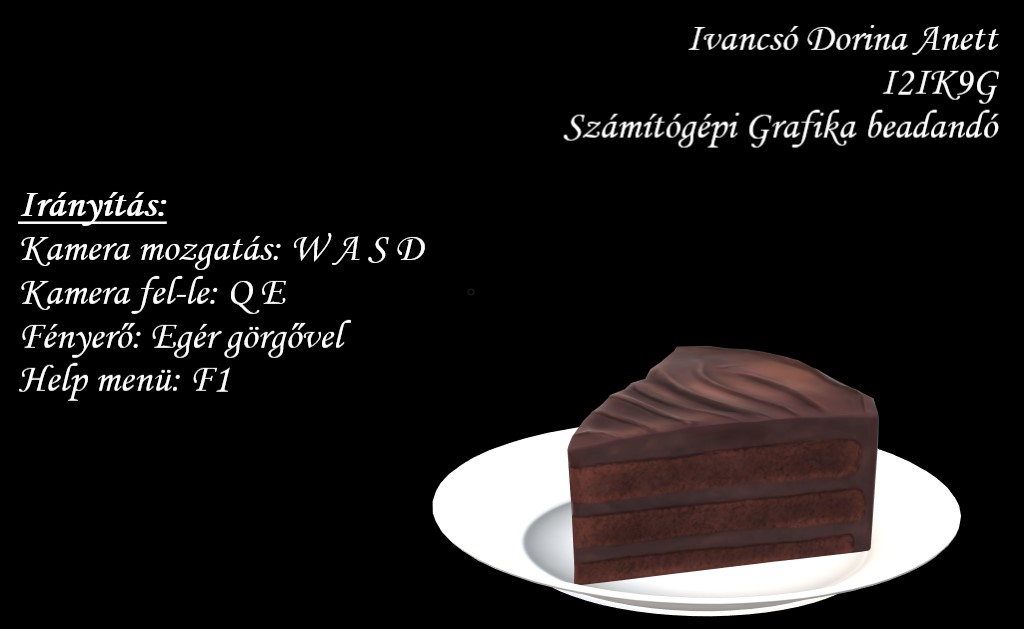 Ivancsó Dorina Anett
I2IK9G
Számítógépi Grafika beadandó
Irányítás:
Kamera mozgatás: W A S D
Kamera fel-le: Q E
Fényerő: Egér görgővel
Help menü: F1